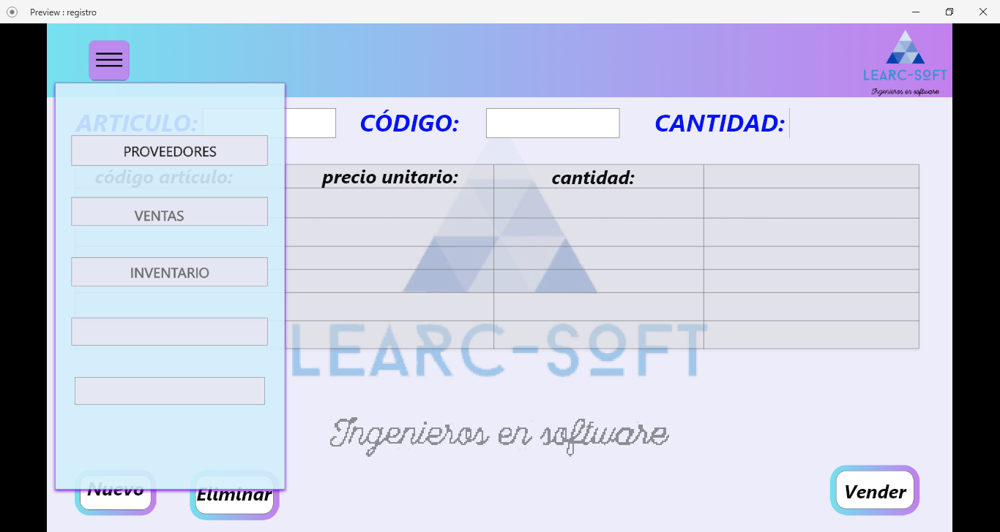 Preview : registro
LEARC-SOFT
Ingenieros en software
ARTICULO: CÓDIGO: CANTIDAD:
PROVEEDORES
código artículo: precio unitario: cantidad:
VENTAS
INVENTARIO
LEARC-SOFT
Ingenieros en software
Nuevo Eliminar Vender